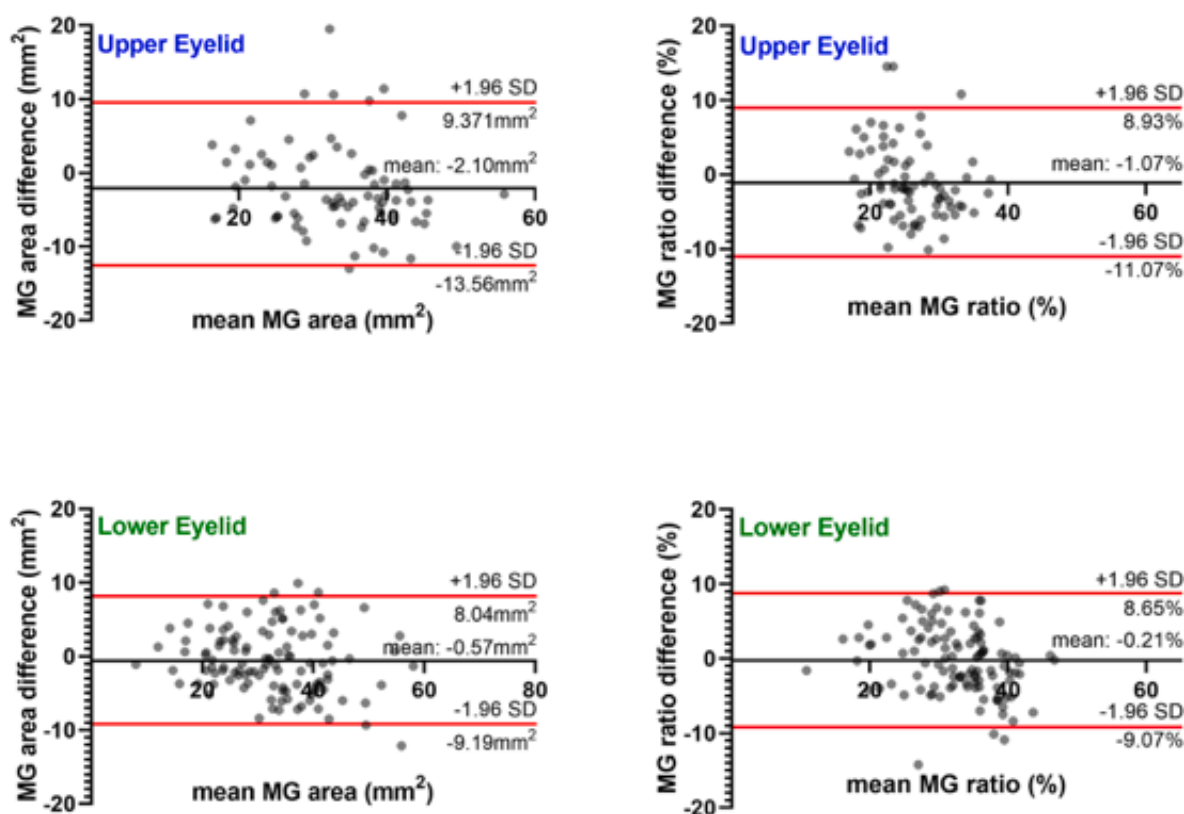 Upper Eyelid
MG area difference (mm²)
20
10
0
-10
-20
+1.96 SD
9.371mm²
mean: -2.10mm²
20 40 60
-1.96 SD
-13.56mm²
mean MG area (mm²)
Upper Eyelid
MG ratio difference (%)
20
10
0
-10
-20
+1.96 SD
8.93%
mean: -1.07%
20 40 60
-1.96 SD
-11.07%
mean MG ratio (%)
Lower Eyelid
MG area difference (mm²)
20
10
0
-10
-20
+1.96 SD
8.04mm²
mean: -0.57mm²
20 40 60 80
-1.96 SD
-9.19mm²
mean MG area (mm²)
Lower Eyelid
MG ratio difference (%)
20
10
0
-10
-20
+1.96 SD
8.65%
mean: -0.21%
20 40 60
-1.96 SD
-9.07%
mean MG ratio (%)